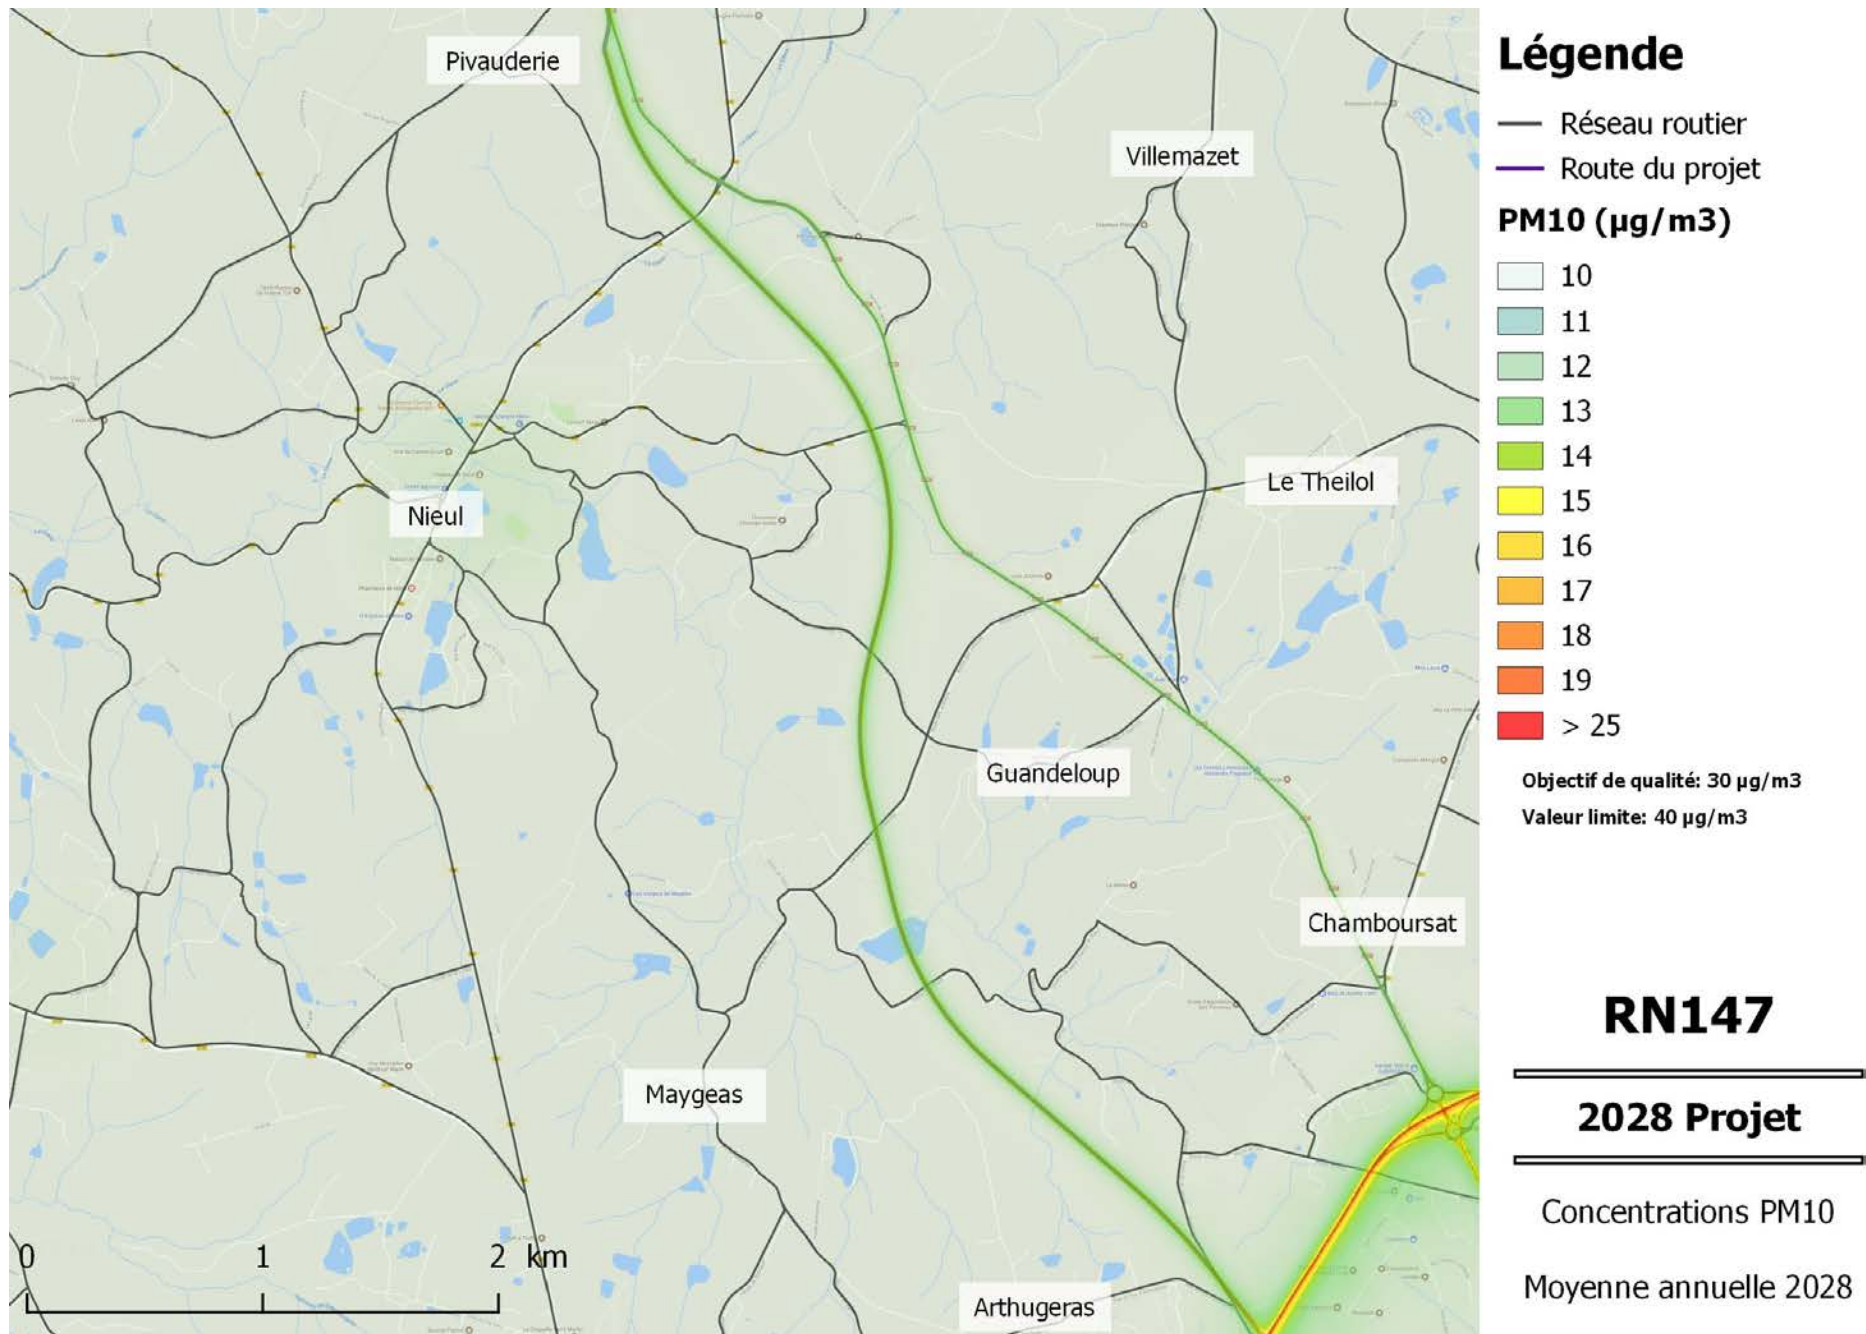 Pivauderie
Villemazet
Le Theilol
Nieul
Guandeloup
Chamboursat
Maygeas
Arthugeras
0 1 2 km
Légende
Réseau routier
Route du projet
PM10 (µg/m3)
10
11
12
13
14
15
16
17
18
19
> 25
Objectif de qualité: 30 µg/m3
Valeur limite: 40 µg/m3
RN147
2028 Projet
Concentrations PM10
Moyenne annuelle 2028